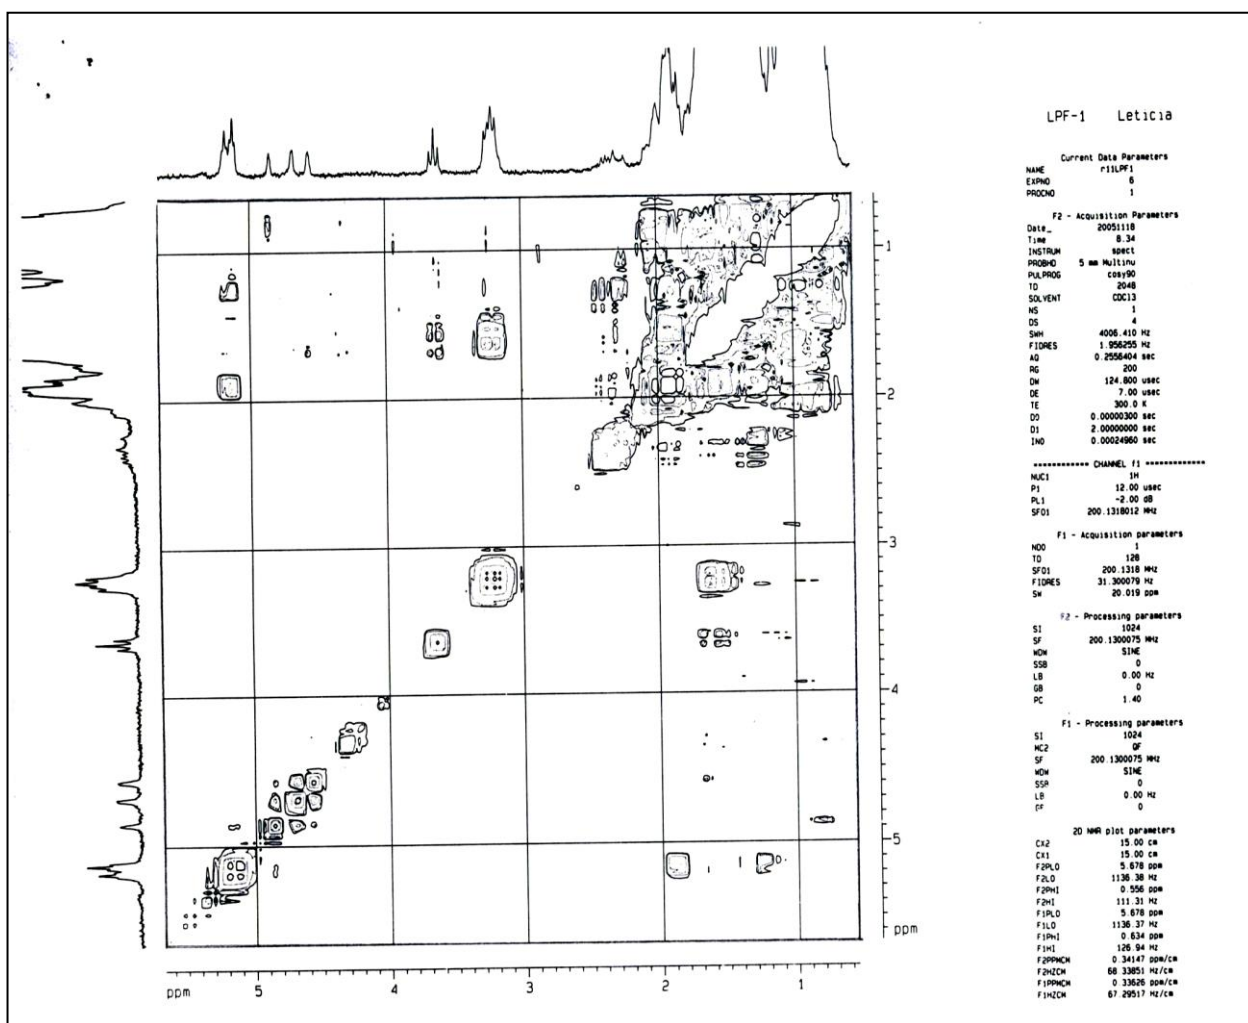 LPF-1 Leticia
Current Data Parameters
NAME r11LPF1
EXPNO 6
PROCNO 1
F2 - Acquisition Parameters
Date_ 20051118
Time 8.34
INSTRUM spect
PROBHD 5 mm Multinu
PULPROG cosy90
TD 2048
SOLVENT CDCl3
NS 1
DS 4
SWH 4006.410 Hz
FIDRES 1.956255 Hz
AQ 0.2556404 sec
RG 200
DW 124.800 usec
DE 7.00 usec
TE 300.0 K
D0 0.00000300 sec
D1 2.00000000 sec
IN0 0.00024960 sec
============ CHANNEL f1 ============
NUC1 1H
P1 12.00 usec
PL1 -2.00 dB
SFO1 200.1318012 MHz
F1 - Acquisition parameters
ND0 1
TD 128
SFO1 200.1318 MHz
FIDRES 31.300079 Hz
SW 20.019 ppm
F2 - Processing parameters
SI 1024
SF 200.1300075 MHz
WDW SINE
SSB 0
LB 0.00 Hz
GB 0
PC 1.40
F1 - Processing parameters
SI 1024
MC2 QF
SF 200.1300075 MHz
WDW SINE
SSB 0
LB 0.00 Hz
GB 0
2D NMR plot parameters
CX2 15.00 cm
CX1 15.00 cm
F2PLO 5.678 ppm
F2LO 1136.38 Hz
F2PHI 0.556 ppm
F2HI 111.31 Hz
F1PLO 5.678 ppm
F1LO 1136.37 Hz
F1PHI 0.634 ppm
F1HI 126.94 Hz
F2PPMCM 0.34147 ppm/cm
F2HZCM 68.33851 Hz/cm
F1PPMCM 0.33626 ppm/cm
F1HZCM 67.29517 Hz/cm
1
2
3
4
5
ppm
ppm 5 4 3 2 1